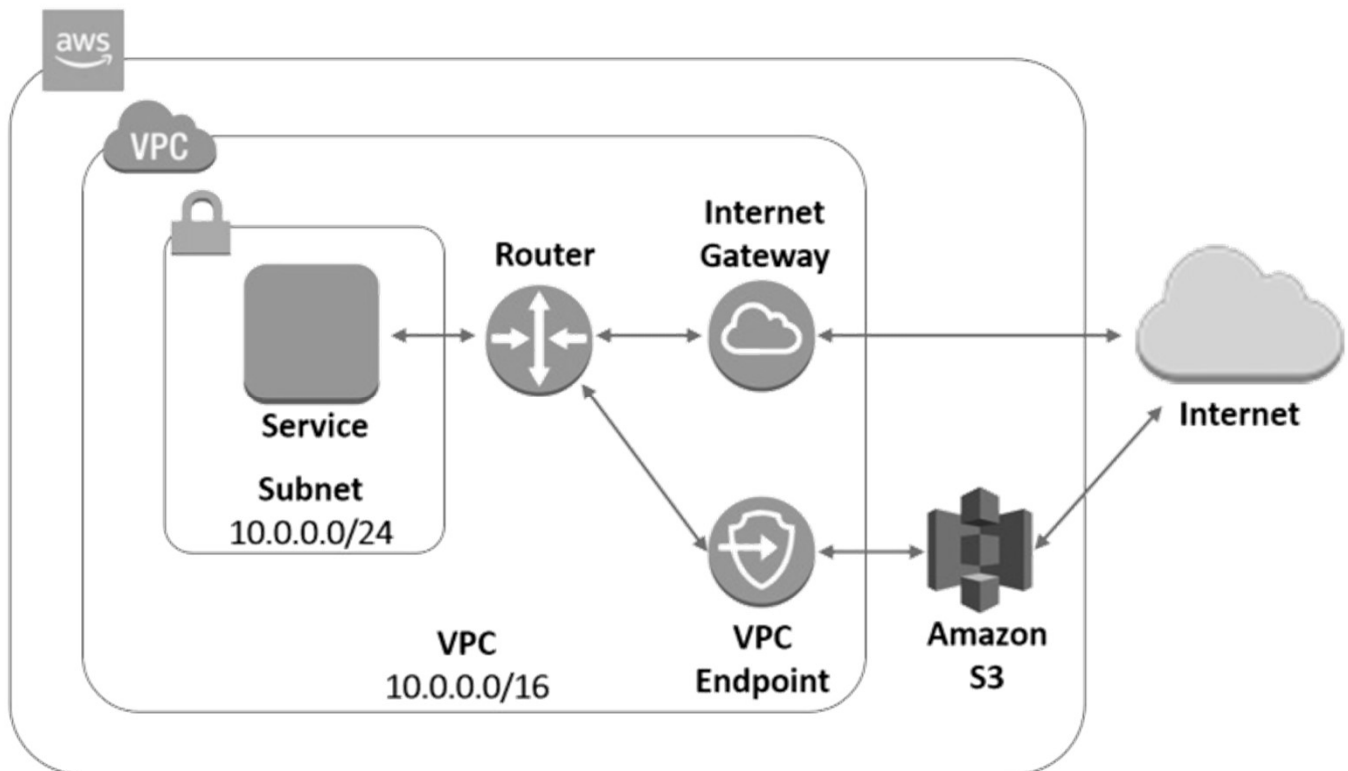 aws
VPC
Internet
Gateway
Router
Service
Subnet
10.0.0.0/24
Internet
VPC
10.0.0.0/16
VPC
Endpoint
Amazon
S3